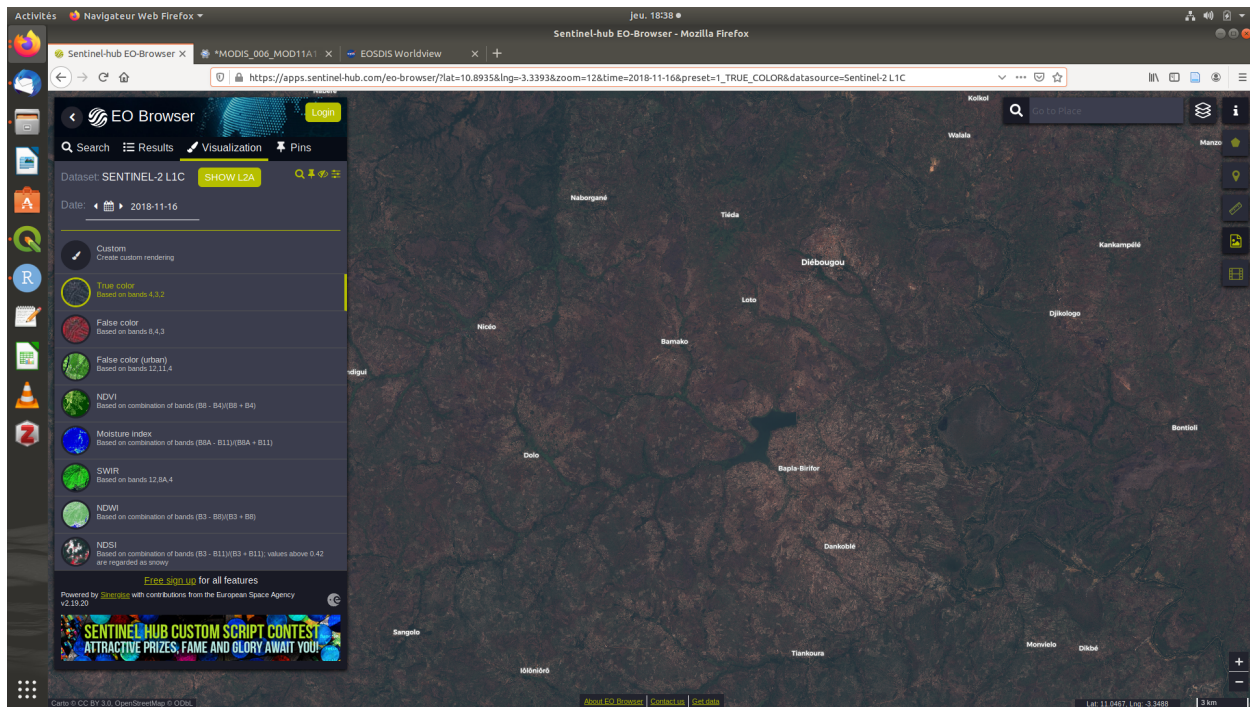 Activités
Navigateur Web Firefox
jeu. 18:38
Sentinel-hub EO-Browser - Mozilla Firefox
Sentinel-hub EO-Browser
*MODIS_006_MOD11A1
EOSDIS Worldview
https://apps.sentinel-hub.com/eo-browser/?lat=10.8935&lng=-3.3393&zoom=12&time=2018-11-16&preset=1_TRUE_COLOR&datasource=Sentinel-2 L1C
EO Browser
Login
Search
Results
Visualization
Pins
Dataset: SENTINEL-2 L1C
SHOW L2A
Date:
2018-11-16
Custom
Create custom rendering
True color
Based on bands 4,3,2
False color
Based on bands 8,4,3
False color (urban)
Based on bands 12,11,4
NDVI
Based on combination of bands (B8 - B4)/(B8 + B4)
Moisture index
Based on combination of bands (B8A - B11)/(B8A + B11)
SWIR
Based on bands 12,8A,4
NDWI
Based on combination of bands (B3 - B8)/(B3 + B8)
NDSI
Based on combination of bands (B3 - B11)/(B3 + B11); values above 0.42
are regarded as snowy
Free sign up for all features
Powered by Sinergise with contributions from the European Space Agency
v2.19.20
SENTINEL HUB CUSTOM SCRIPT CONTEST
ATTRACTIVE PRIZES, FAME AND GLORY AWAIT YOU!
Go to Place
Kolkol
Walala
Manzo
Naborgané
Tiéda
Kankampélé
Diébougou
Loto
Djikologo
Nicéo
Bamako
ndigui
Bontioli
Dolo
Bapla-Birifor
Dankoblé
Sangolo
Monvielo
Dikbé
Tiankoura
Iôlôniôrô
Carto © CC BY 3.0, OpenStreetMap © ODbL
About EO Browser
Contact us
Get data
Lat: 11.0467, Lng: -3.3488
3 km